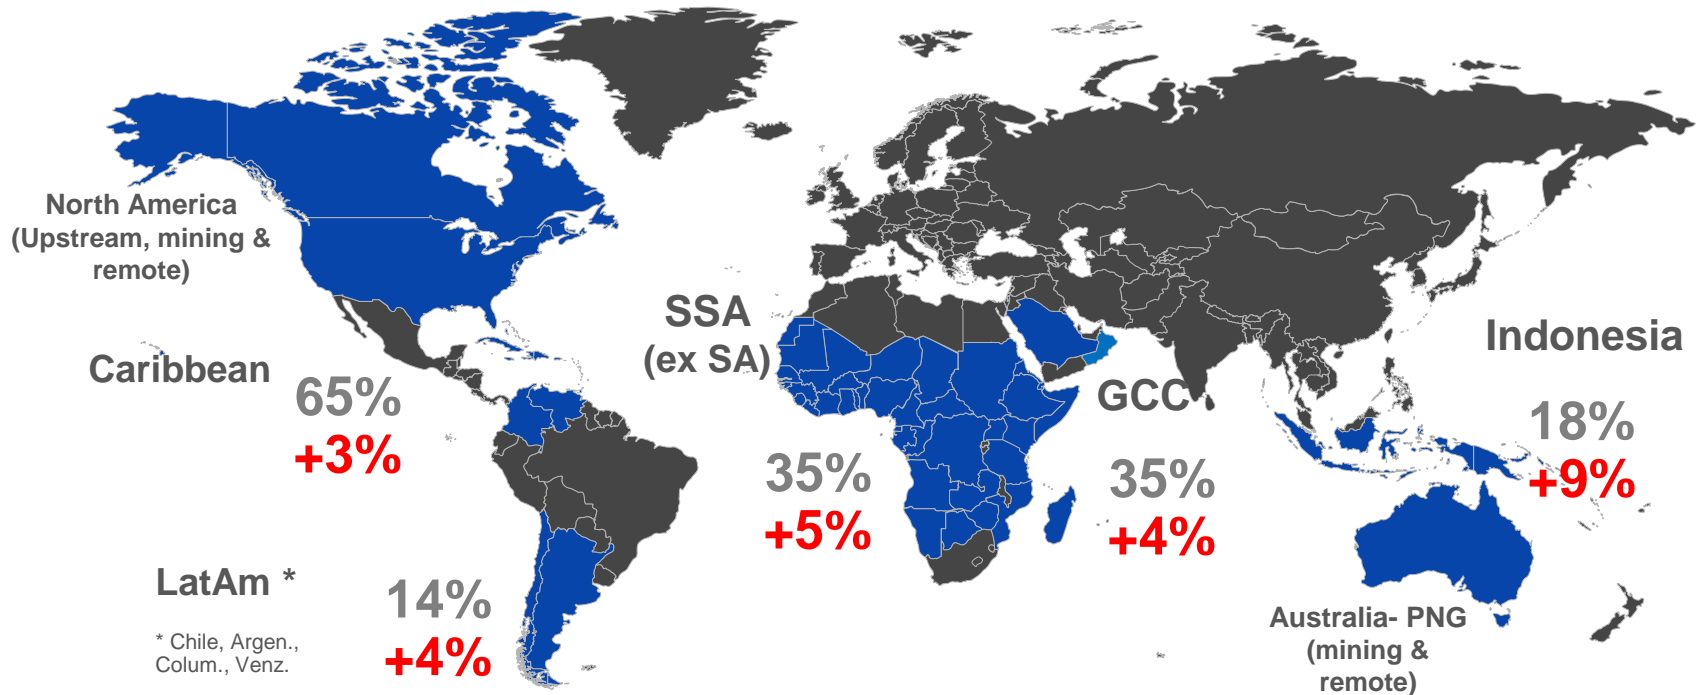 North America
(Upstream, mining &
remote)
Caribbean
65%
+3%
LatAm *
* Chile, Argen.,
Colum., Venz.
14%
+4%
SSA
(ex SA)
35%
+5%
GCC
35%
+4%
Indonesia
18%
+9%
Australia- PNG
(mining &
remote)